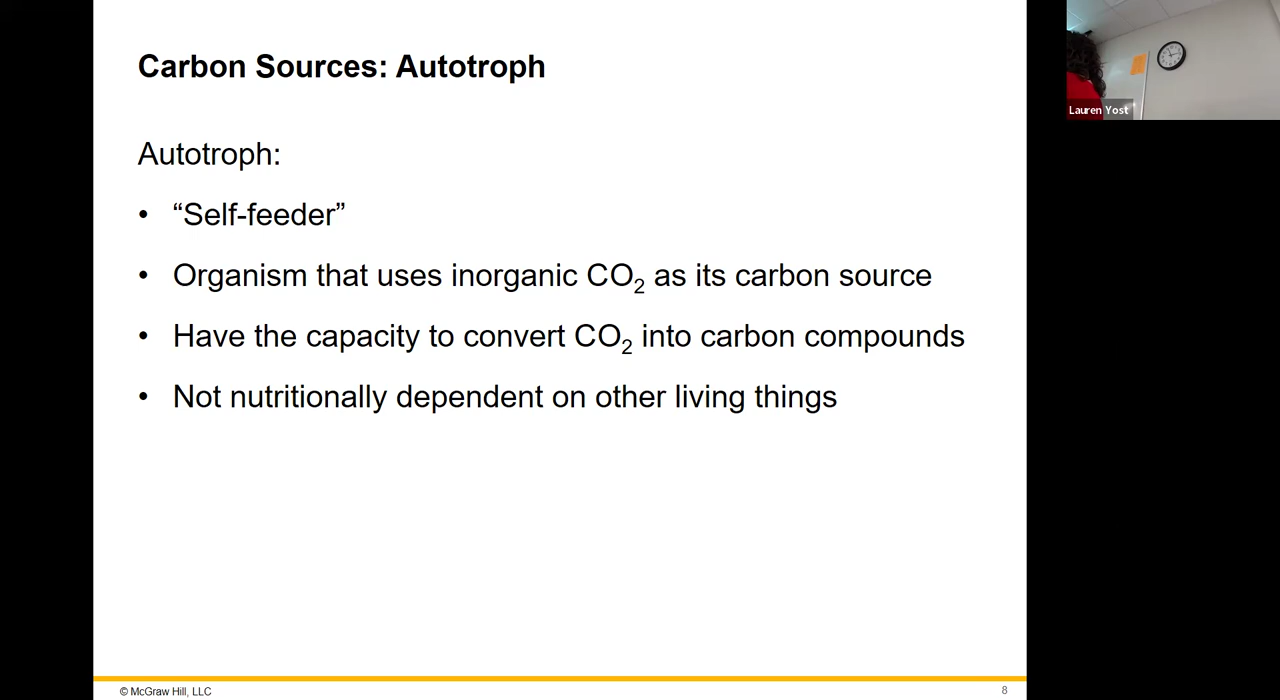 Carbon Sources: Autotroph
Autotroph:
• “Self-feeder”
• Organism that uses inorganic CO₂ as its carbon source
• Have the capacity to convert CO₂ into carbon compounds
• Not nutritionally dependent on other living things
© McGraw Hill, LLC
8
Lauren Yost